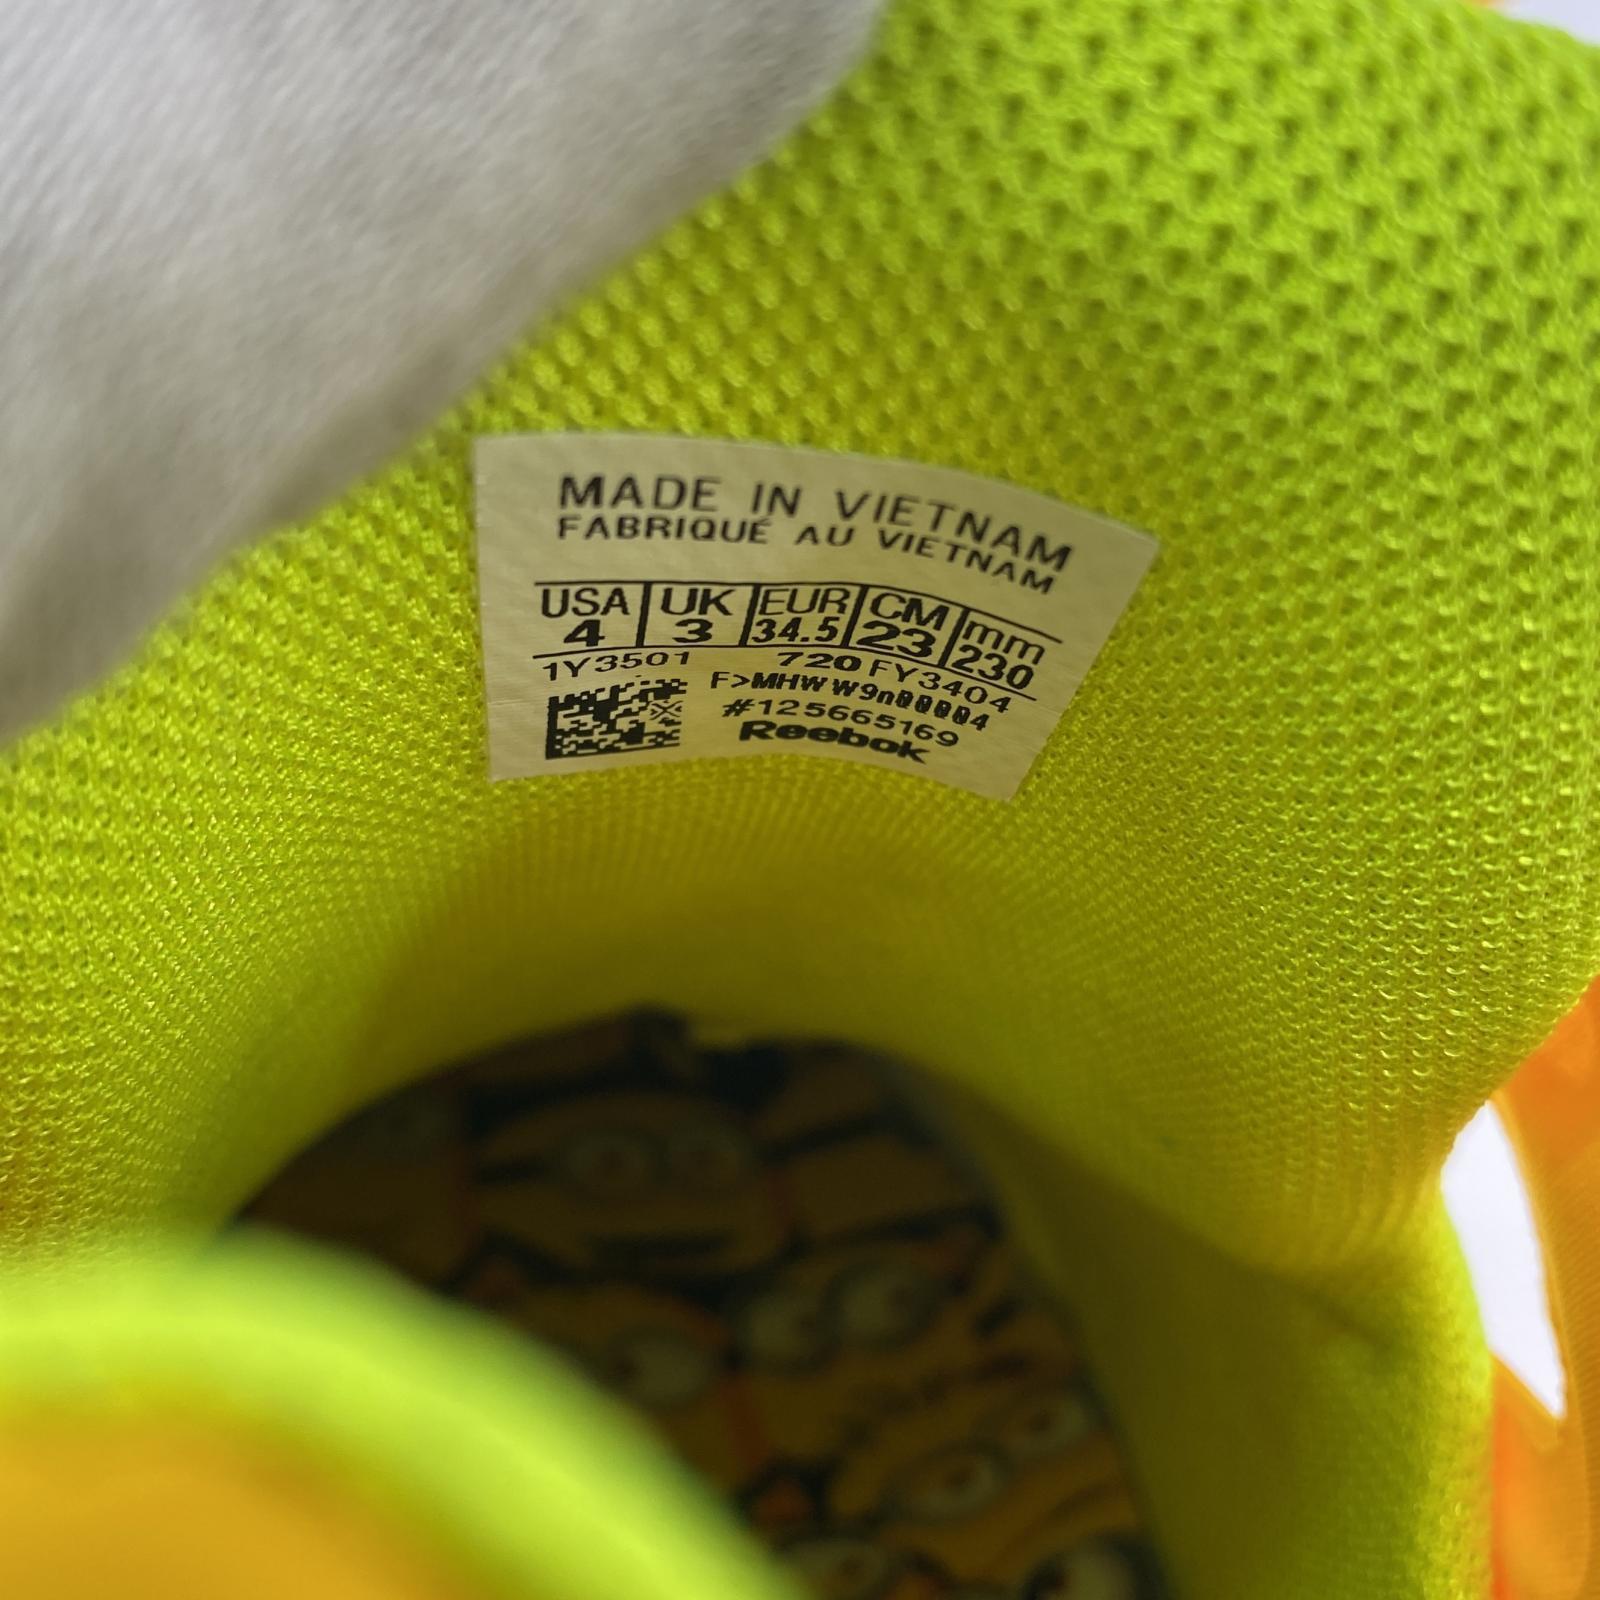 MADE IN VIETNAM
FABRIQUÉ AU VIETNAM
USA UK EUR CM mm
4 3 34.5 23 230
1Y3501 720 FY3404
#125665169
Reebok